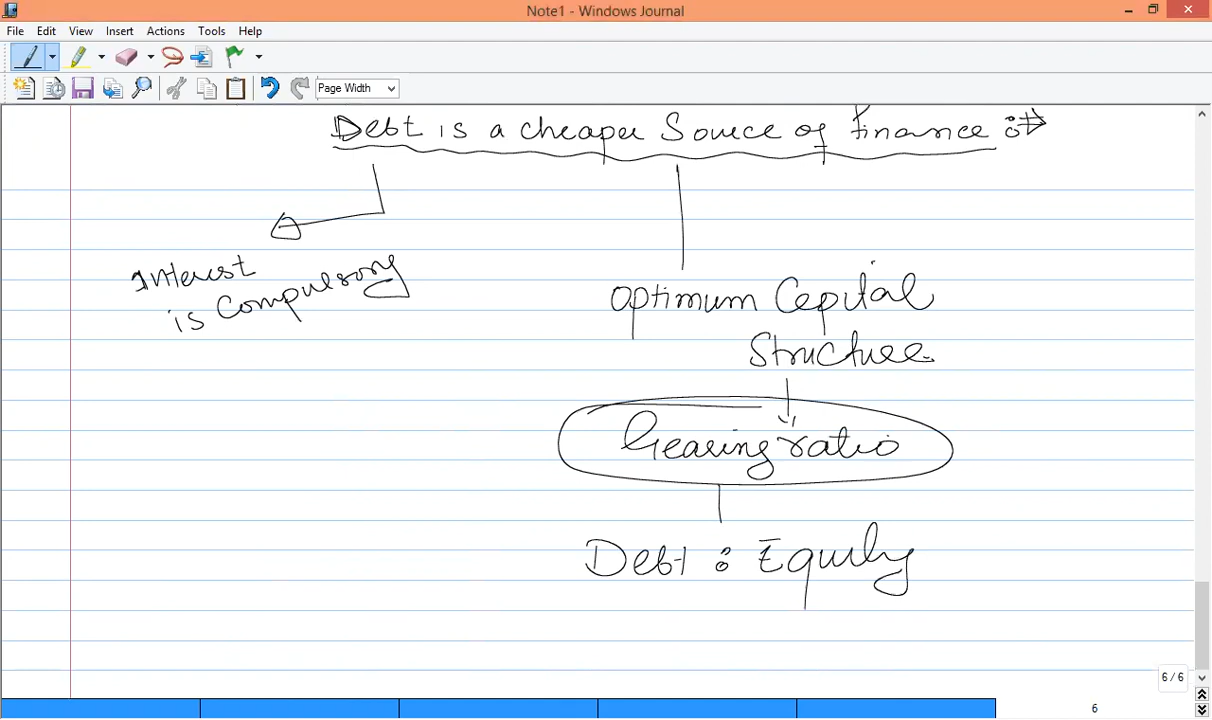 Note1 - Windows Journal
File Edit View Insert Actions Tools Help
Page Width
Debt is a cheaper Source of finance :⇒
Interest
is Compulsory
Optimum Capital
Structure
Gearing ratio
Debt : Equity
6 / 6
6